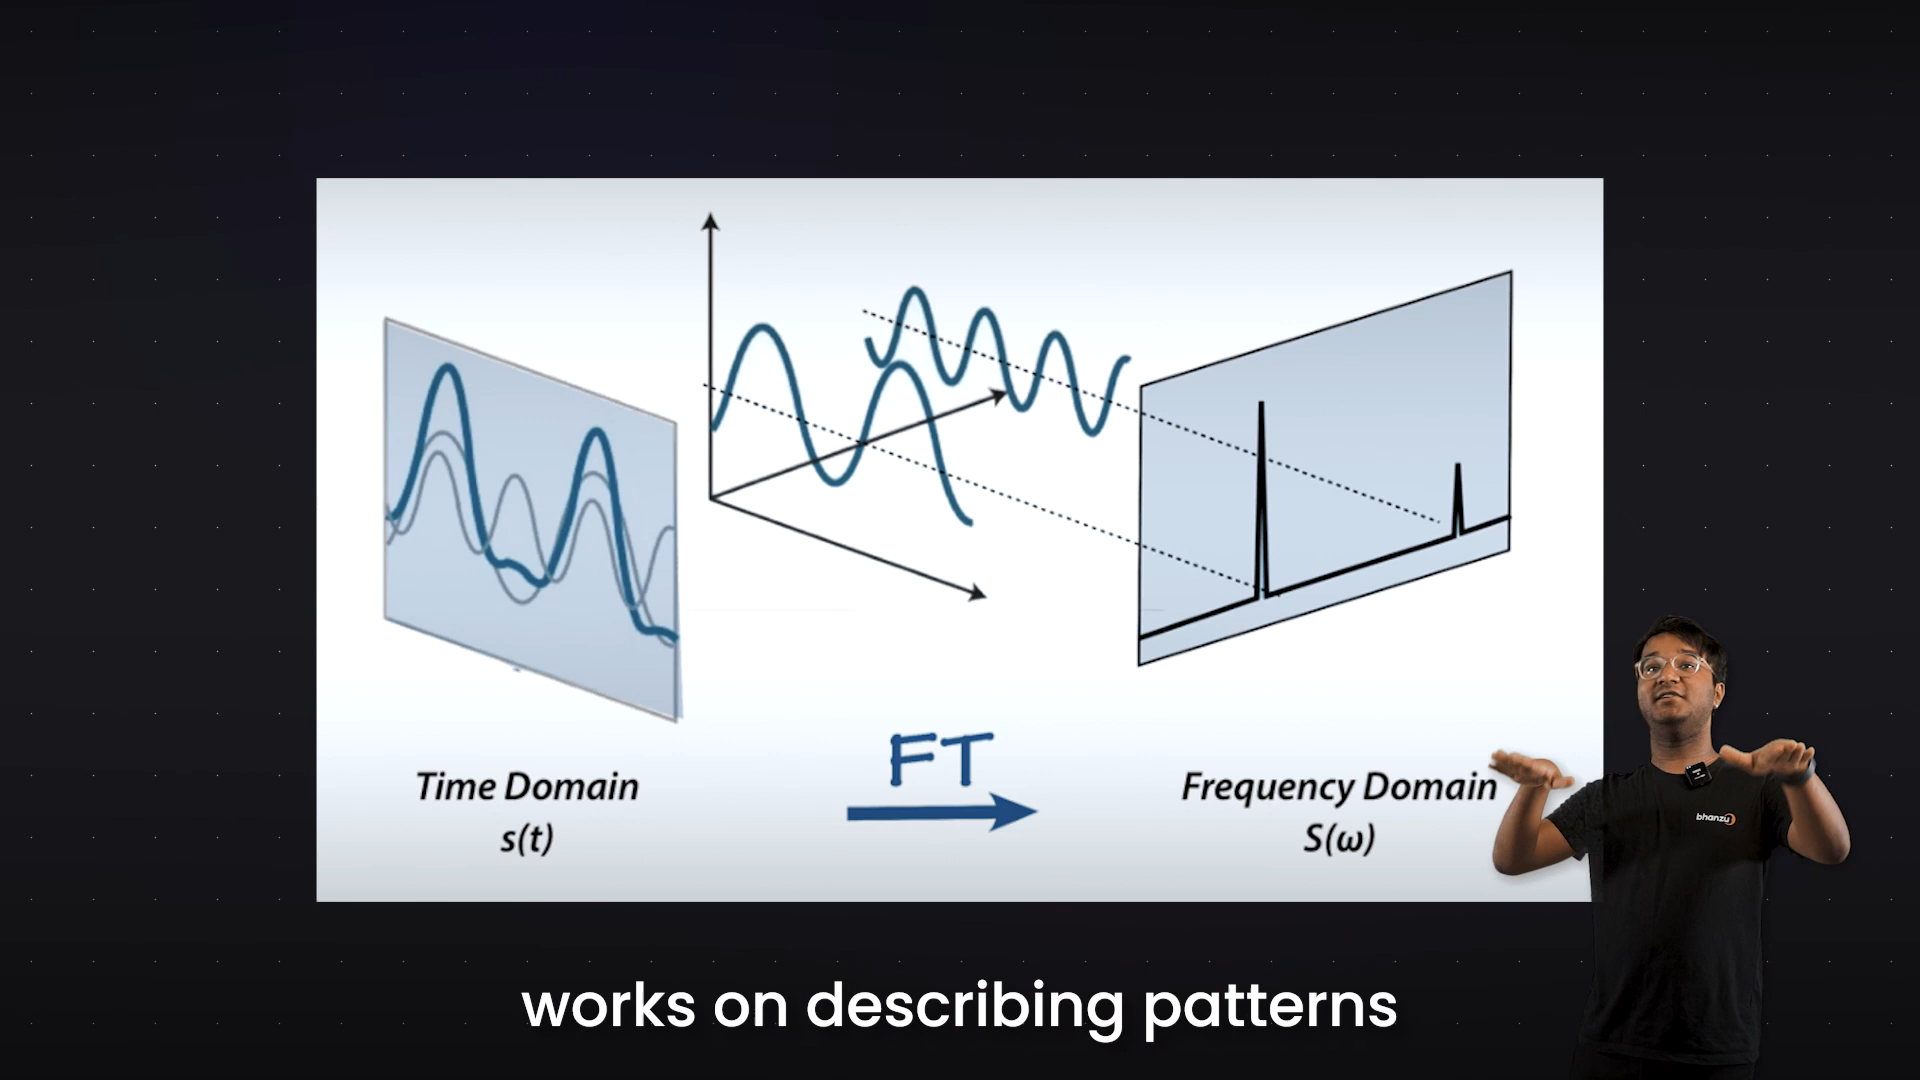 FT
Time Domain
s(t)
Frequency Domain
S(ω)
bhanzu
works on describing patterns